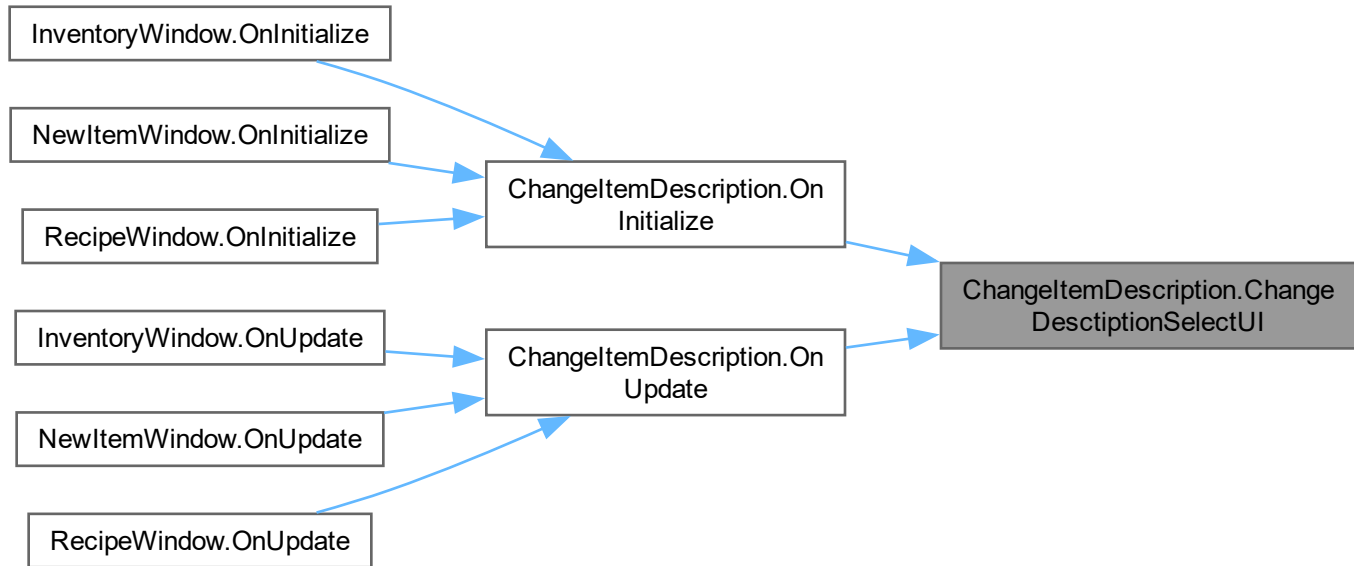 InventoryWindow.OnInitialize
NewItemWindow.OnInitialize
RecipeWindow.OnInitialize
InventoryWindow.OnUpdate
NewItemWindow.OnUpdate
RecipeWindow.OnUpdate
ChangeItemDescription.On
Initialize
ChangeItemDescription.On
Update
ChangeItemDescription.Change
DesctiptionSelectUI